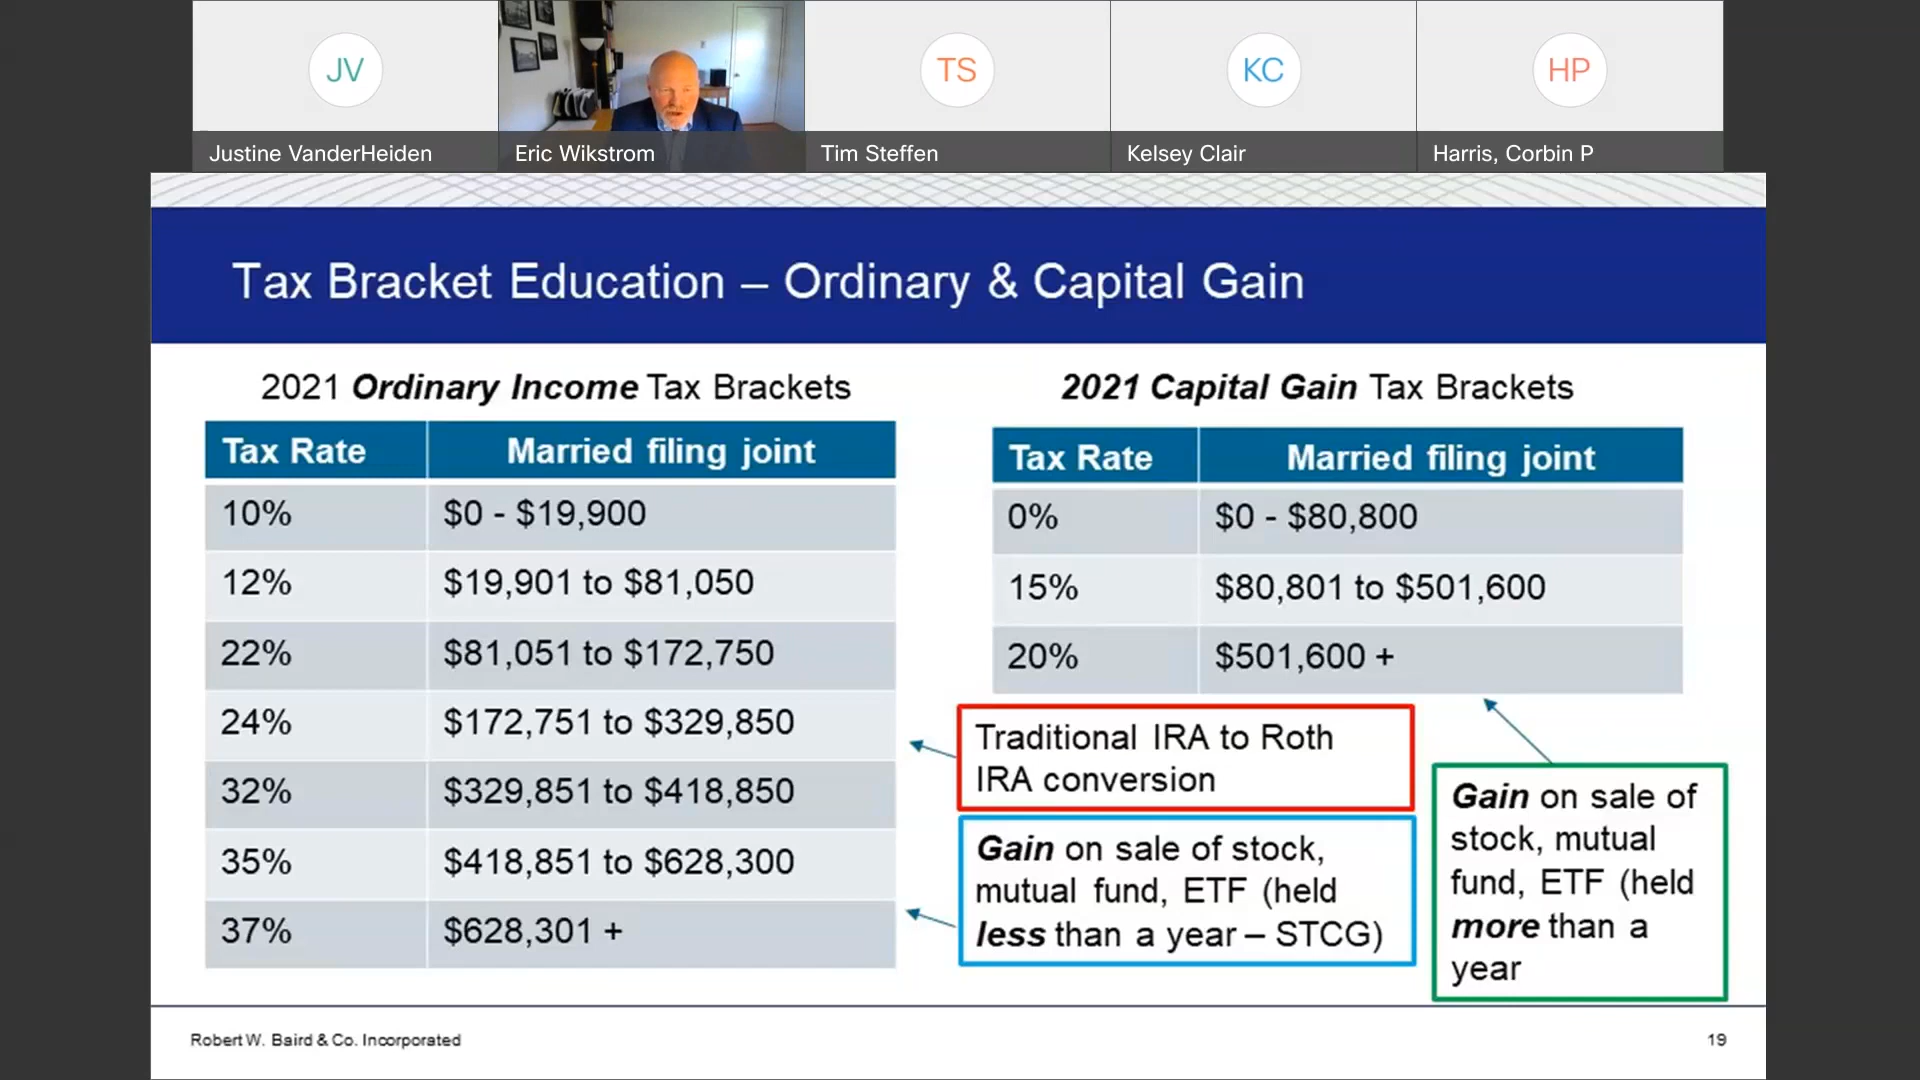 JV
TS
KC
HP
Justine VanderHeiden
Eric Wikstrom
Tim Steffen
Kelsey Clair
Harris, Corbin P
Tax Bracket Education – Ordinary & Capital Gain
2021 Ordinary Income Tax Brackets
Tax Rate Married filing joint
10% $0 - $19,900
12% $19,901 to $81,050
22% $81,051 to $172,750
24% $172,751 to $329,850
32% $329,851 to $418,850
35% $418,851 to $628,300
37% $628,301 +
2021 Capital Gain Tax Brackets
Tax Rate Married filing joint
0% $0 - $80,800
15% $80,801 to $501,600
20% $501,600 +
Traditional IRA to Roth
IRA conversion
Gain on sale of stock,
mutual fund, ETF (held
less than a year – STCG)
Gain on sale of
stock, mutual
fund, ETF (held
more than a
year
Robert W. Baird & Co. Incorporated
19